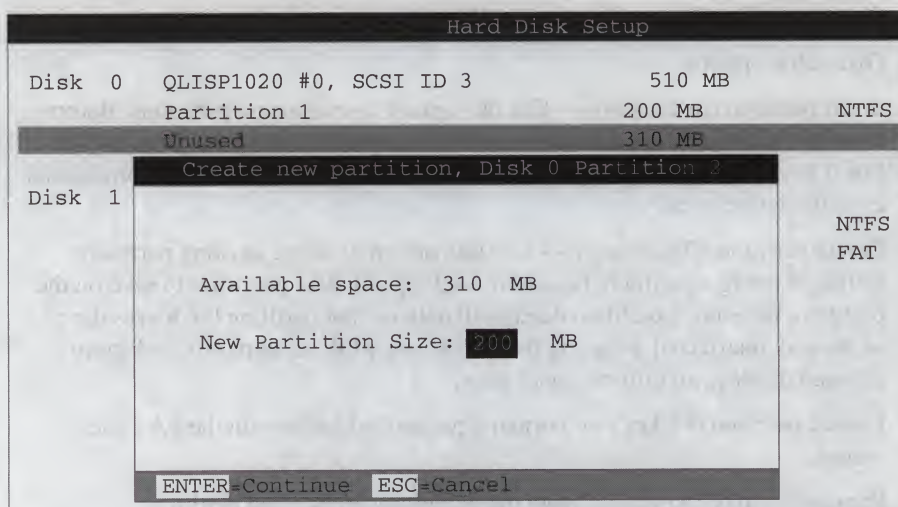 Hard Disk Setup
Disk 0 QLISP1020 #0, SCSI ID 3 510 MB
Partition 1 200 MB NTFS
Unused 310 MB
Create new partition, Disk 0 Partition 2
Disk 1
NTFS
FAT
Available space: 310 MB
New Partition Size: 200 MB
ENTER=Continue ESC=Cancel